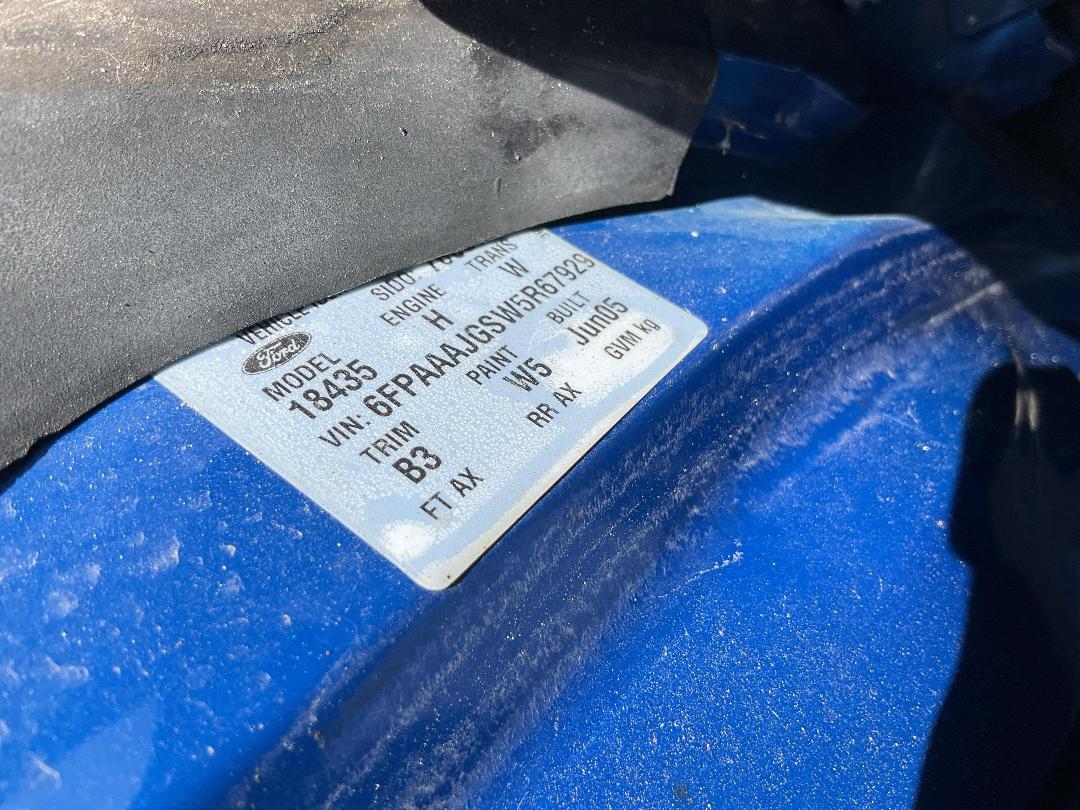 TRANS
ENGINE W
Ford H
MODEL
18435
VIN: 6FPAAAJGSW5R67929
TRIM PAINT BUILT
B3 W5 Jun05
FT AX RR AX GVM kg